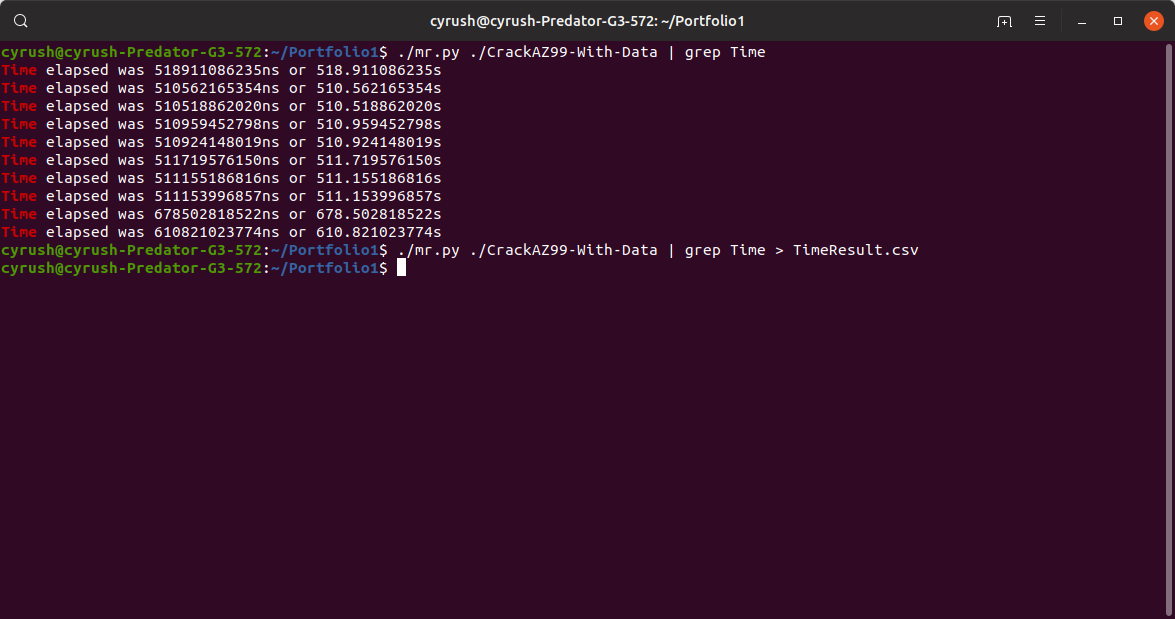 cyrush@cyrush-Predator-G3-572: ~/Portfolio1
cyrush@cyrush-Predator-G3-572:~/Portfolio1$ ./mr.py ./CrackAZ99-With-Data | grep Time
Time elapsed was 518911086235ns or 518.911086235s
Time elapsed was 510562165354ns or 510.562165354s
Time elapsed was 510518862020ns or 510.518862020s
Time elapsed was 510959452798ns or 510.959452798s
Time elapsed was 510924148019ns or 510.924148019s
Time elapsed was 511719576150ns or 511.719576150s
Time elapsed was 511155186816ns or 511.155186816s
Time elapsed was 511153996857ns or 511.153996857s
Time elapsed was 678502818522ns or 678.502818522s
Time elapsed was 610821023774ns or 610.821023774s
cyrush@cyrush-Predator-G3-572:~/Portfolio1$ ./mr.py ./CrackAZ99-With-Data | grep Time > TimeResult.csv
cyrush@cyrush-Predator-G3-572:~/Portfolio1$